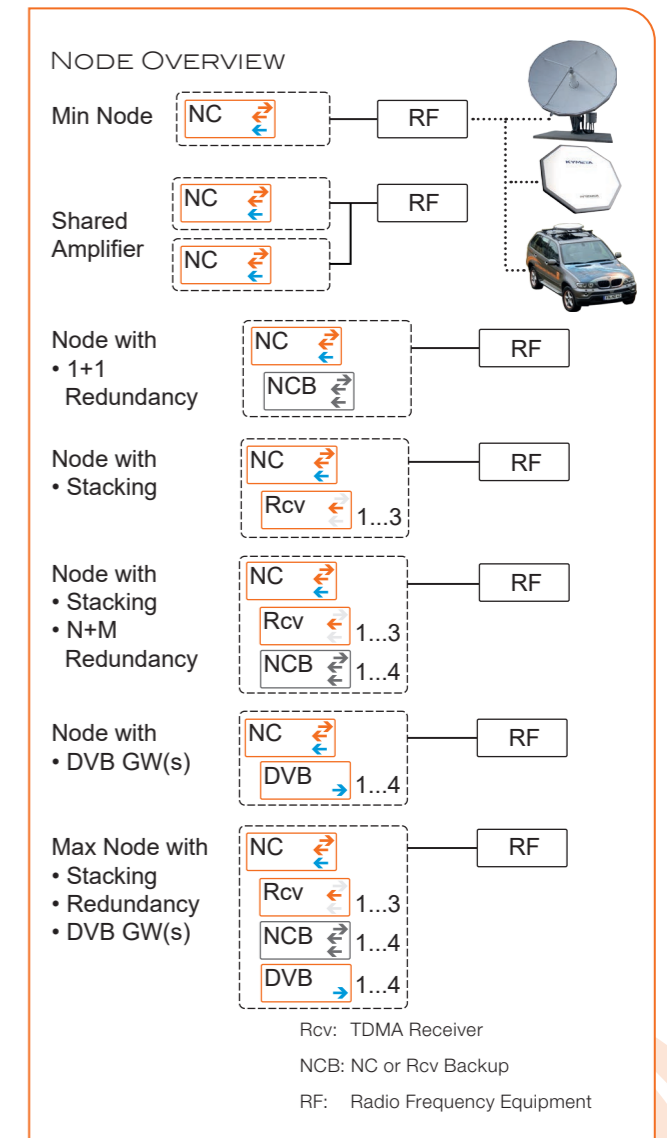 NODE OVERVIEW
Min Node
NC
RF
KYMETA
Shared
Amplifier
NC
NC
RF
Node with
• 1+1
Redundancy
NC
NCB
RF
Node with
• Stacking
NC
Rcv
1...3
RF
Node with
• Stacking
• N+M
Redundancy
NC
Rcv
1...3
NCB
1...4
RF
Node with
• DVB GW(s)
NC
DVB
1...4
RF
Max Node with
• Stacking
• Redundancy
• DVB GW(s)
NC
Rcv
1...3
NCB
1...4
DVB
1...4
RF
Rcv: TDMA Receiver
NCB: NC or Rcv Backup
RF: Radio Frequency Equipment